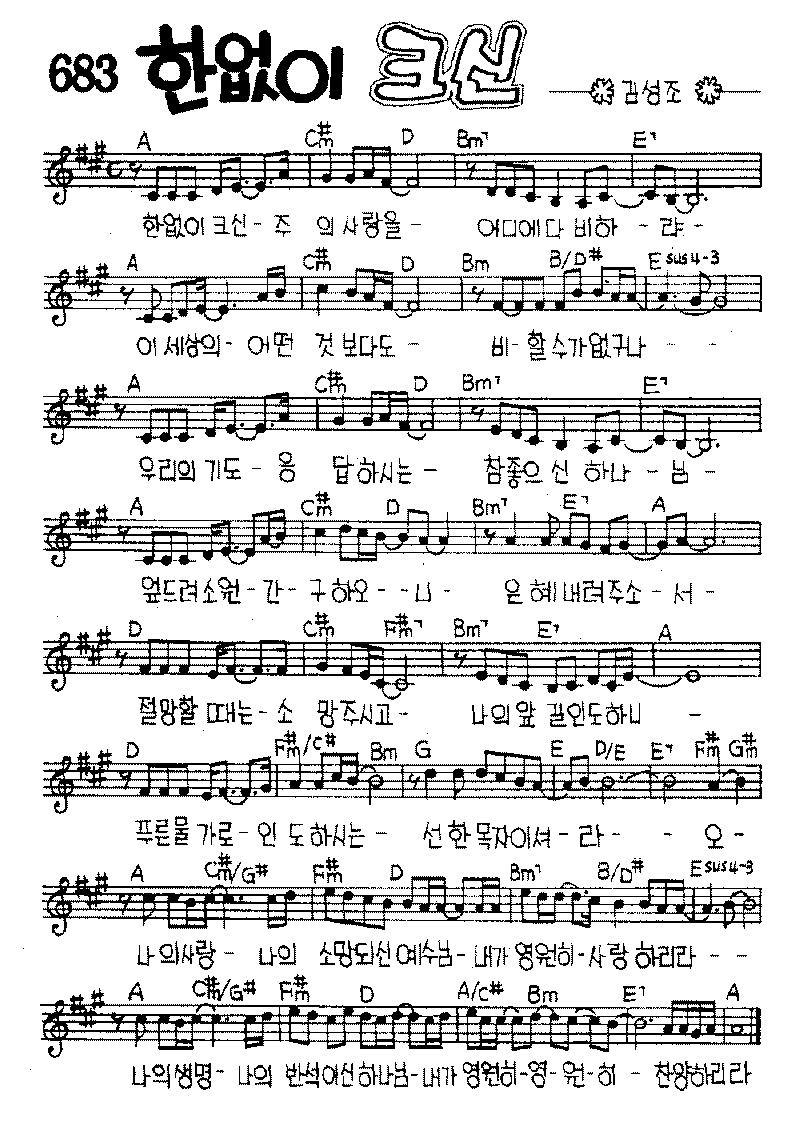 683 한없이 크신 김성조
A C#m D Bm7 E7
한없이 크신 - 주 의 사랑을 - 어디에다 비하 - 랴 -
A C#m D Bm B/D# Esus4-3
이 세상의 - 어떤 것 보다도 - 비 - 할 수가 없구나 - -
A C#m D Bm7 E7
우리의 기도 - 응 답하시는 - 참좋으 신 하나 - 님 -
A C#m D Bm7 E7 A
엎드려 소원 - 간 - 구 하오 - - 니 - 은 혜 내려 주소 - 서 -
D C#m F#m7 Bm7 E7 A
절망할 때는 - 소 망주시고 - 나의 앞 길인도하니 -
D F#m/C# Bm G E D/E E7 F#m G#m
푸른물 가로 - 인 도하시는 - 선 한 목자이셔 - 라 - - 오 -
A C#m/G# F#m D Bm7 B/D# Esus4-3
나 의사랑 - 나의 소망되신 예수님 - 내가 영원히 - 사랑 하리라 - -
A C#m/G# F#m D A/C# Bm E7 A
나의생명 - 나의 반석이신 하나님 - 내가 영원히 - 영 - 원 - 히 - 찬양하리라